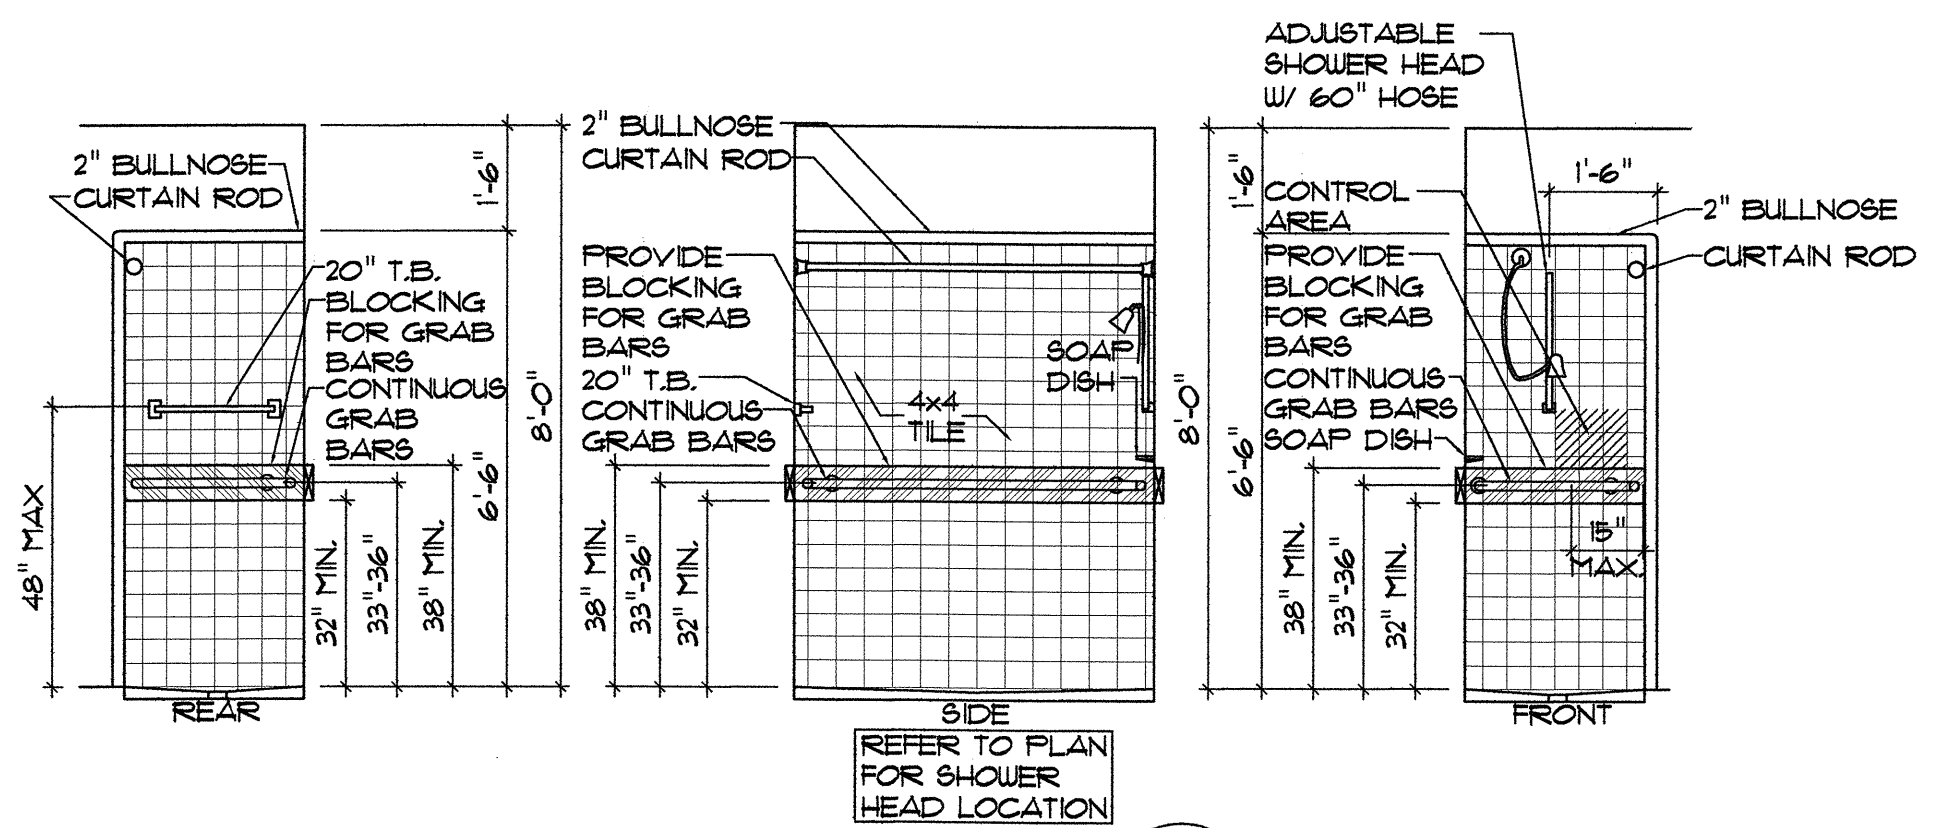 2" BULLNOSE
CURTAIN ROD
20" T.B.
BLOCKING
FOR GRAB
BARS
CONTINUOUS
GRAB
BARS
48" MAX
32" MIN.
33"-36"
38" MIN.
1'-6"
6'-6"
8'-0"
REAR
2" BULLNOSE
CURTAIN ROD
PROVIDE
BLOCKING
FOR GRAB
BARS
20" T.B.
CONTINUOUS
GRAB BARS
SOAP
DISH
4x4
TILE
38" MIN.
33"-36"
32" MIN.
SIDE
REFER TO PLAN
FOR SHOWER
HEAD LOCATION
ADJUSTABLE
SHOWER HEAD
W/ 60" HOSE
1'-6"
8'-0"
6'-6"
CONTROL
AREA
PROVIDE
BLOCKING
FOR GRAB
BARS
CONTINUOUS
GRAB BARS
SOAP DISH
1'-6"
2" BULLNOSE
CURTAIN ROD
15"
MAX.
38" MIN.
33"-36"
32" MIN.
FRONT